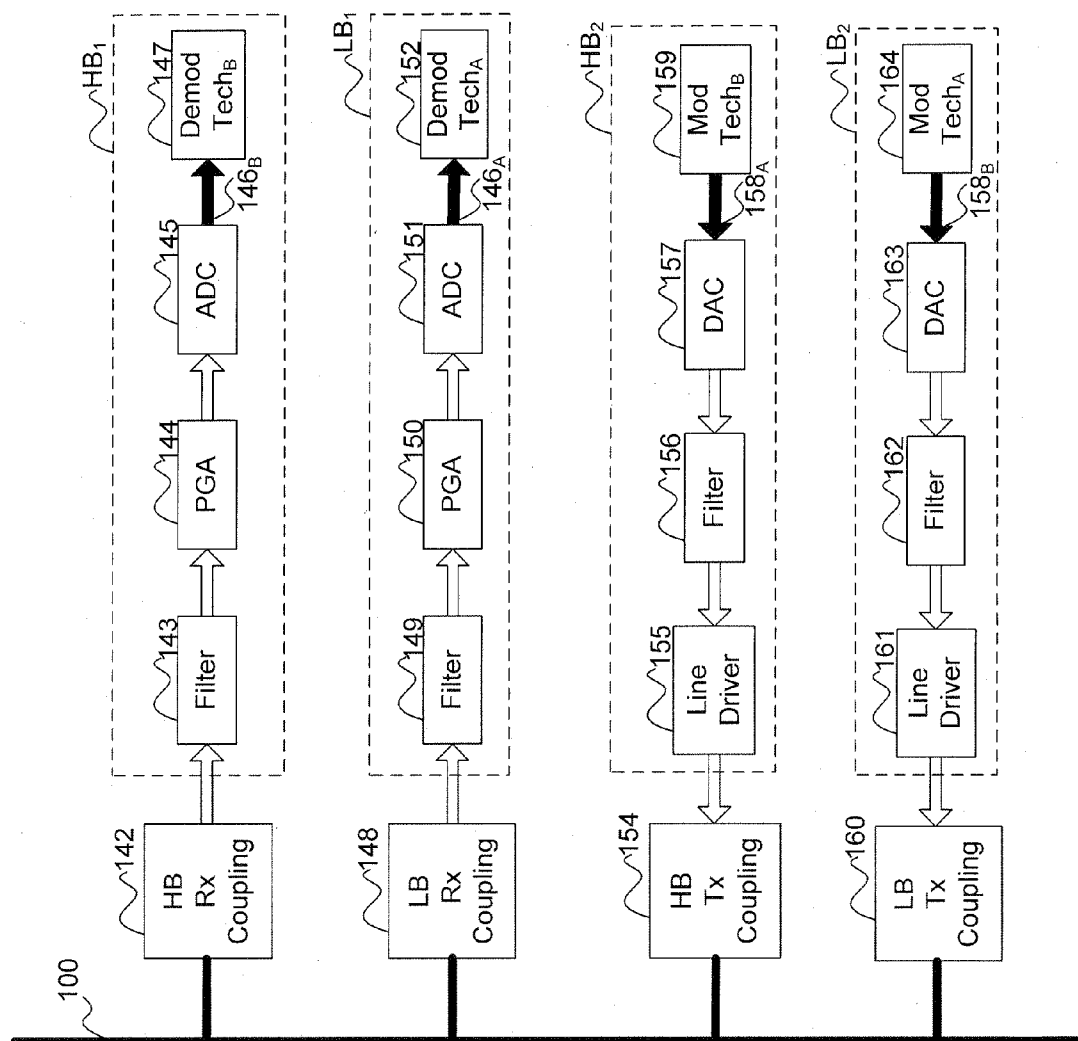 100
142
HB
Rx
Coupling
143
Filter
144
PGA
145
ADC
146B
147
Demod
TechB
HB1
148
LB
Rx
Coupling
149
Filter
150
PGA
151
ADC
146A
152
Demod
TechA
LB1
154
HB
Tx
Coupling
155
Line
Driver
156
Filter
157
DAC
158A
159
Mod
TechB
HB2
160
LB
Tx
Coupling
161
Line
Driver
162
Filter
163
DAC
158B
164
Mod
TechA
LB2